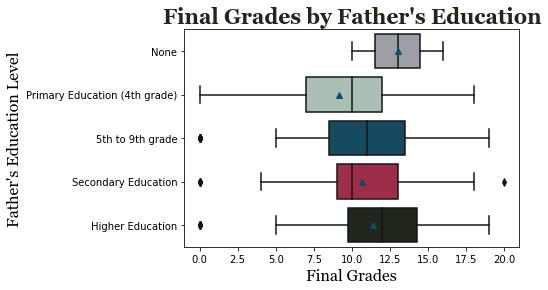 Final Grades by Father's Education
Father's Education Level
None
Primary Education (4th grade)
5th to 9th grade
Secondary Education
Higher Education
0.0 2.5 5.0 7.5 10.0 12.5 15.0 17.5 20.0
Final Grades